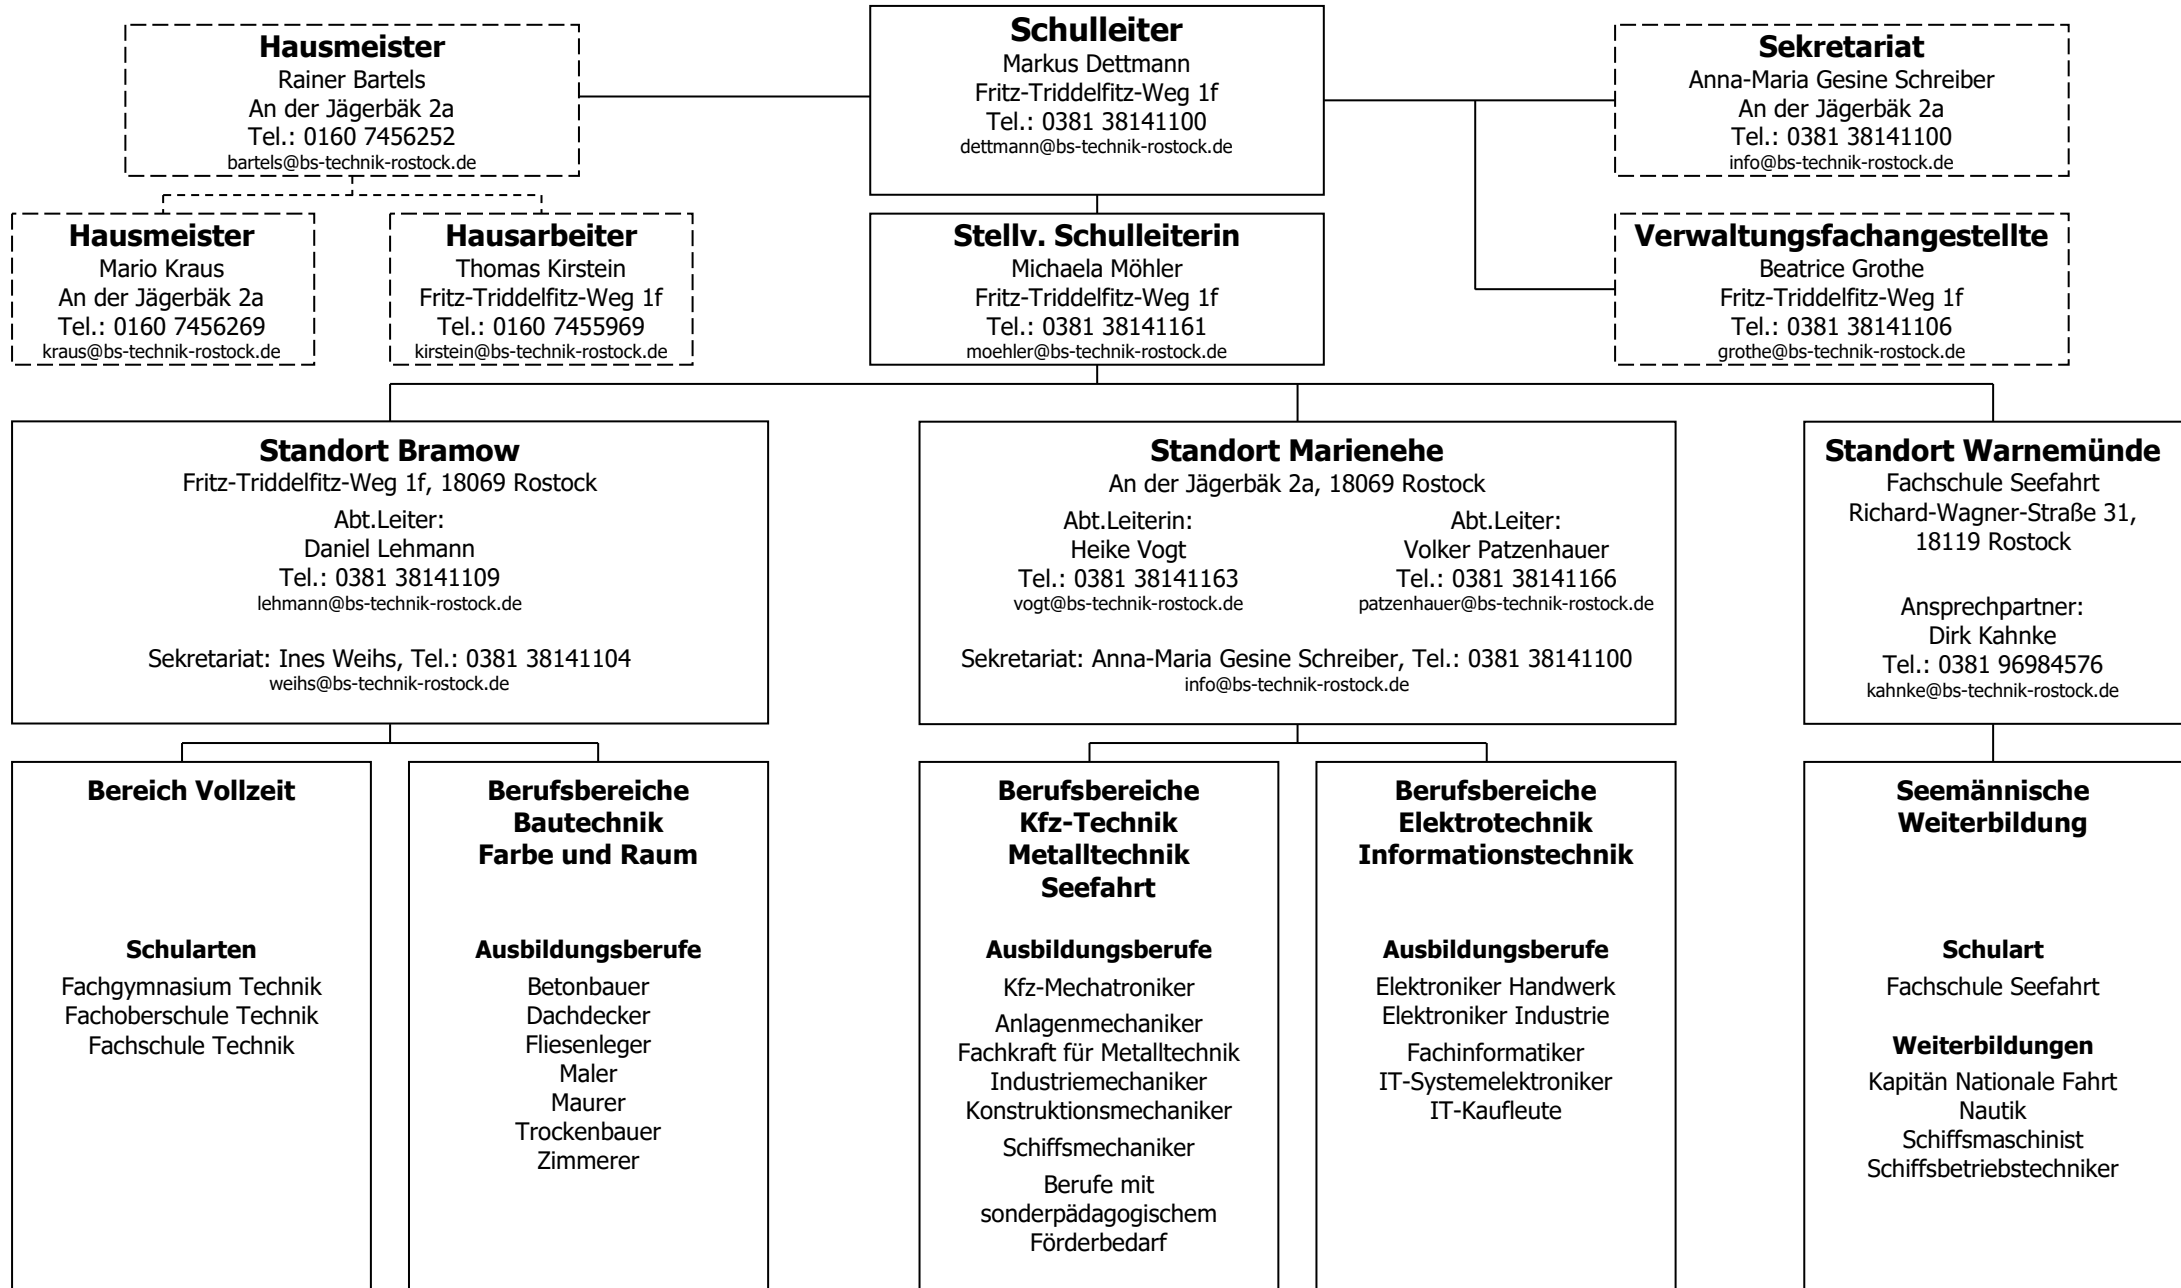 Hausmeister
Rainer Bartels
An der Jägerbäk 2a
Tel.: 0160 7456252
bartels@bs-technik-rostock.de
Schulleiter
Markus Dettmann
Fritz-Triddelfitz-Weg 1f
Tel.: 0381 38141100
dettmann@bs-technik-rostock.de
Sekretariat
Anna-Maria Gesine Schreiber
An der Jägerbäk 2a
Tel.: 0381 38141100
info@bs-technik-rostock.de
Hausmeister
Mario Kraus
An der Jägerbäk 2a
Tel.: 0160 7456269
kraus@bs-technik-rostock.de
Hausarbeiter
Thomas Kirstein
Fritz-Triddelfitz-Weg 1f
Tel.: 0160 7455969
kirstein@bs-technik-rostock.de
Stellv. Schulleiterin
Michaela Möhler
Fritz-Triddelfitz-Weg 1f
Tel.: 0381 38141161
moehler@bs-technik-rostock.de
Verwaltungsfachangestellte
Beatrice Grothe
Fritz-Triddelfitz-Weg 1f
Tel.: 0381 38141106
grothe@bs-technik-rostock.de
Standort Bramow
Fritz-Triddelfitz-Weg 1f, 18069 Rostock
Abt.Leiter:
Daniel Lehmann
Tel.: 0381 38141109
lehmann@bs-technik-rostock.de
Sekretariat: Ines Weihs, Tel.: 0381 38141104
weihs@bs-technik-rostock.de
Standort Marienehe
An der Jägerbäk 2a, 18069 Rostock
Abt.Leiterin:
Heike Vogt
Tel.: 0381 38141163
vogt@bs-technik-rostock.de
Abt.Leiter:
Volker Patzenhauer
Tel.: 0381 38141166
patzenhauer@bs-technik-rostock.de
Sekretariat: Anna-Maria Gesine Schreiber, Tel.: 0381 38141100
info@bs-technik-rostock.de
Standort Warnemünde
Fachschule Seefahrt
Richard-Wagner-Straße 31,
18119 Rostock
Ansprechpartner:
Dirk Kahnke
Tel.: 0381 96984576
kahnke@bs-technik-rostock.de
Bereich Vollzeit
Schularten
Fachgymnasium Technik
Fachoberschule Technik
Fachschule Technik
Berufsbereiche
Bautechnik
Farbe und Raum
Ausbildungsberufe
Betonbauer
Dachdecker
Fliesenleger
Maler
Maurer
Trockenbauer
Zimmerer
Berufsbereiche
Kfz-Technik
Metalltechnik
Seefahrt
Ausbildungsberufe
Kfz-Mechatroniker
Anlagenmechaniker
Fachkraft für Metalltechnik
Industriemechaniker
Konstruktionsmechaniker
Schiffsmechaniker
Berufe mit
sonderpädagogischem
Förderbedarf
Berufsbereiche
Elektrotechnik
Informationstechnik
Ausbildungsberufe
Elektroniker Handwerk
Elektroniker Industrie
Fachinformatiker
IT-Systemelektroniker
IT-Kaufleute
Seemännische
Weiterbildung
Schulart
Fachschule Seefahrt
Weiterbildungen
Kapitän Nationale Fahrt
Nautik
Schiffsmaschinist
Schiffsbetriebstechniker